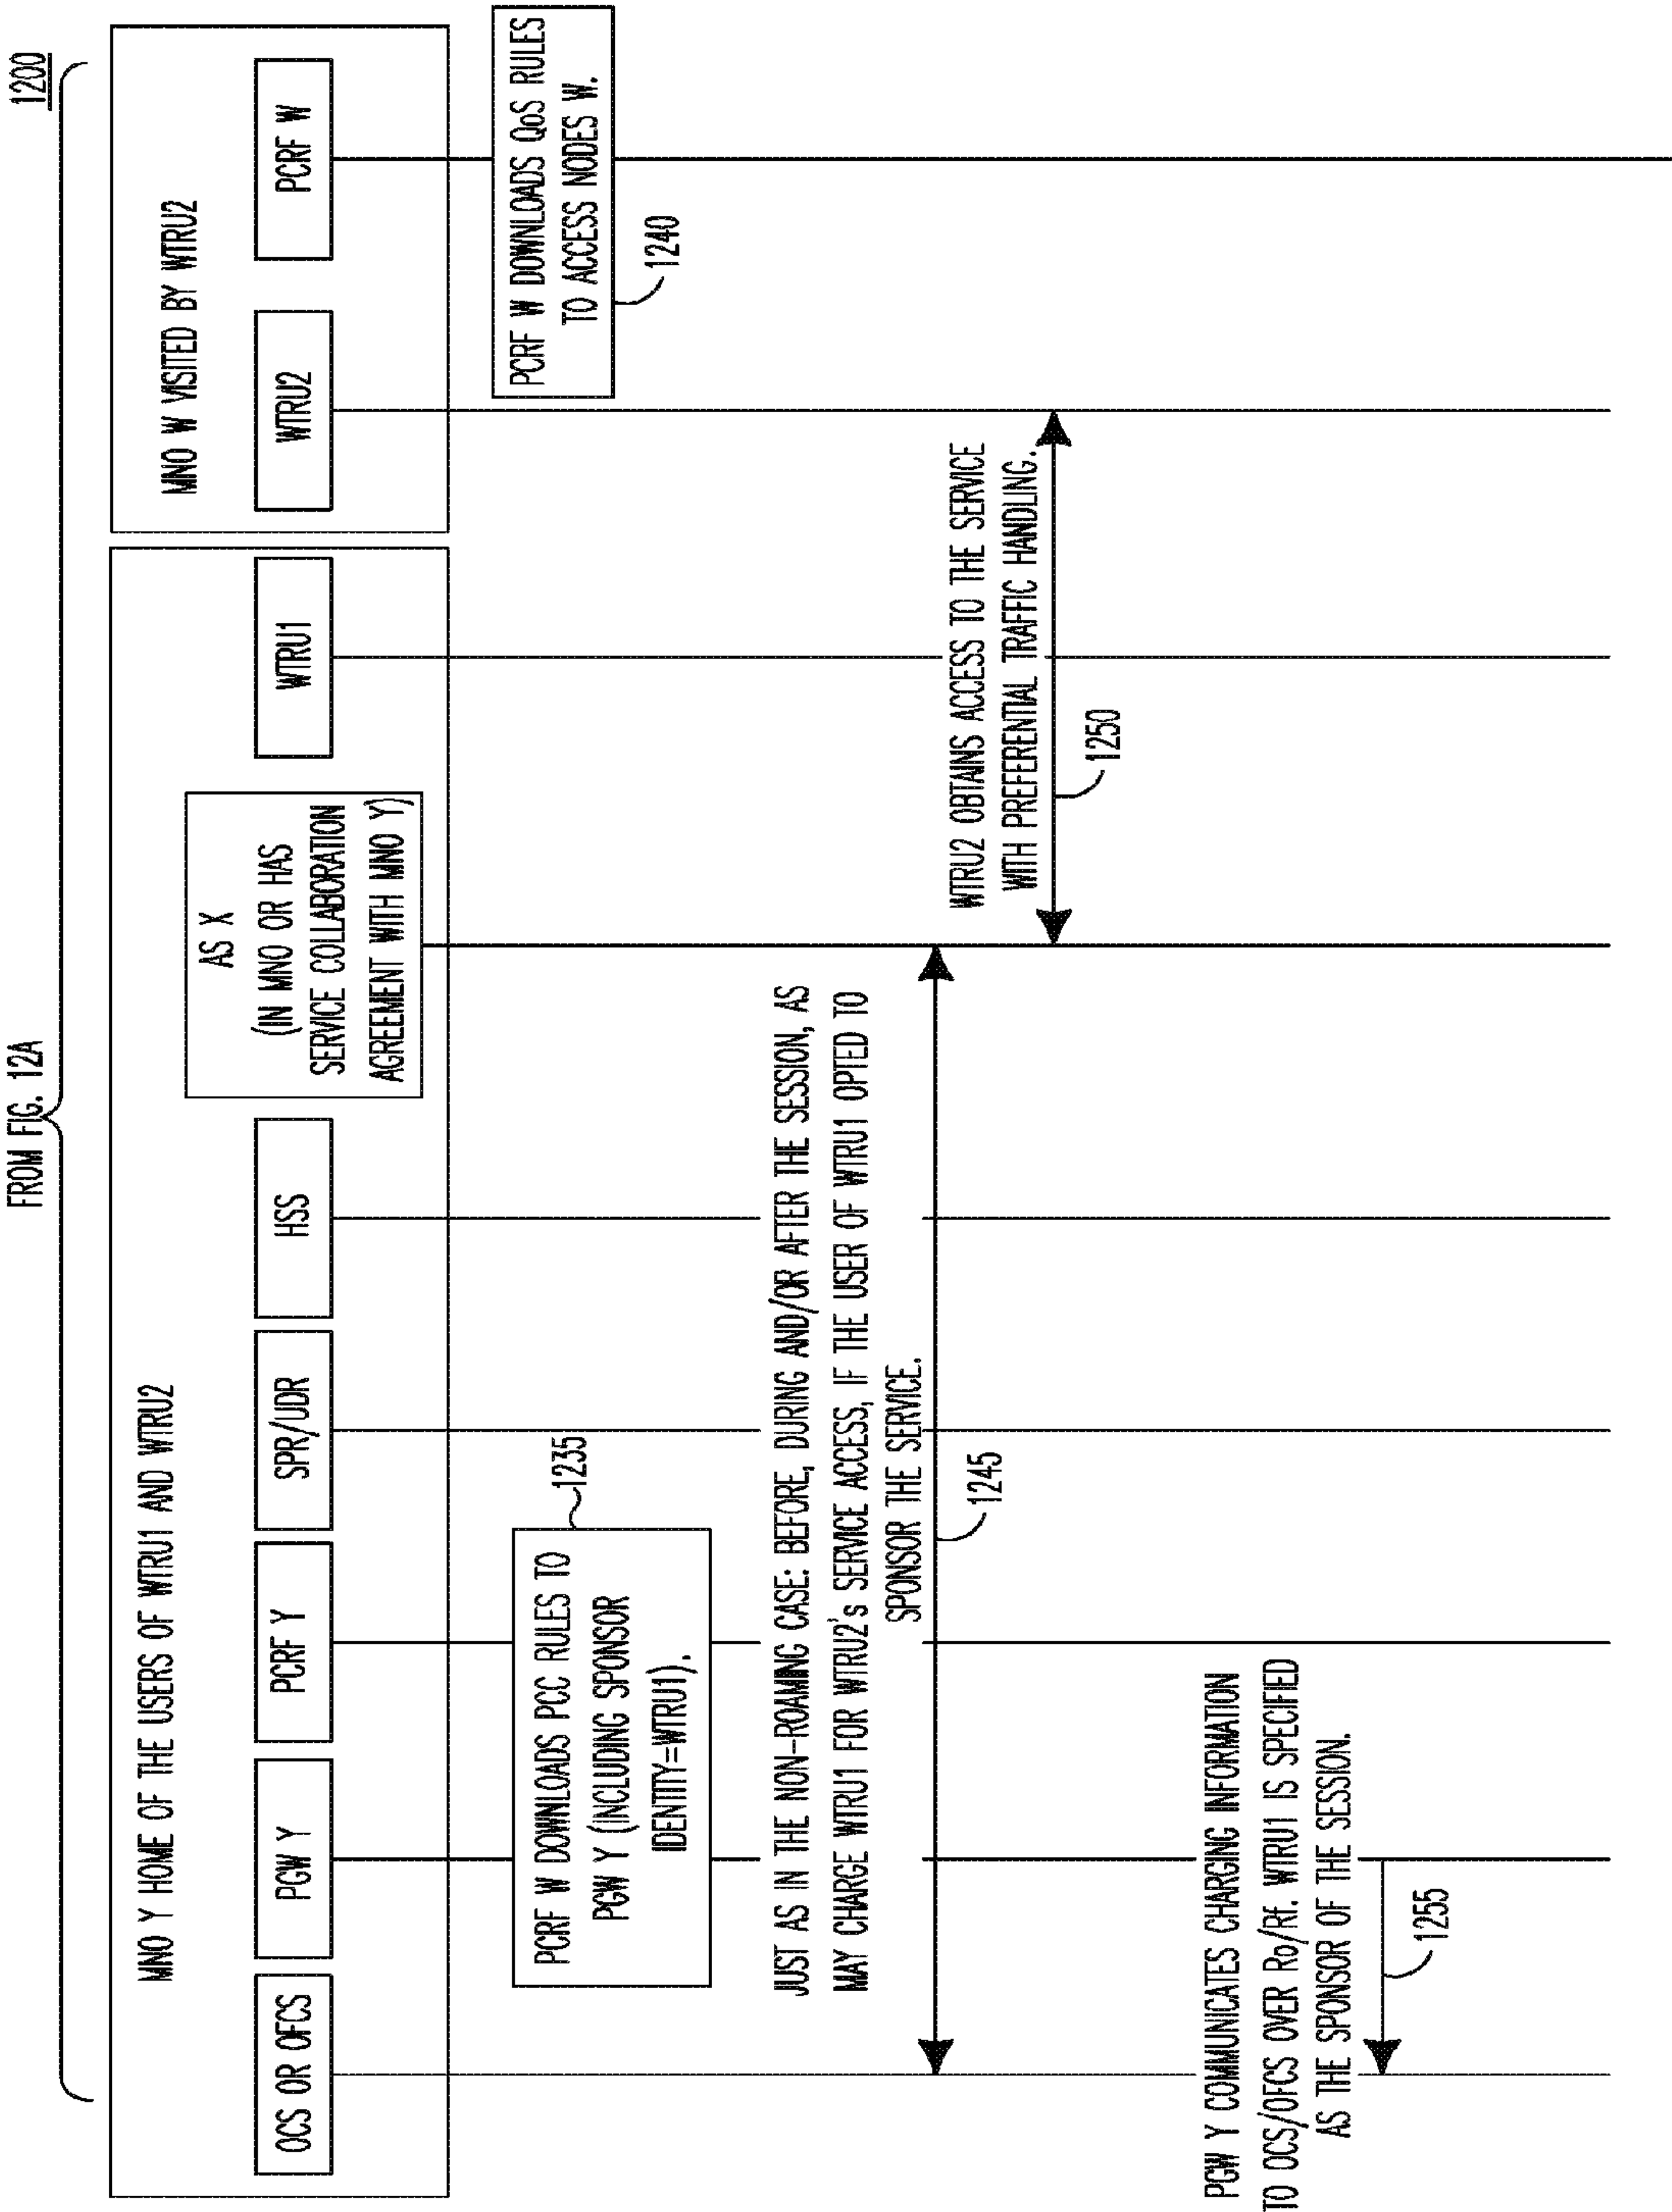 FROM FIG. 12A
1200
MNO Y HOME OF THE USERS OF WTRU1 AND WTRU2
OCS OR OFCS
PGW Y
PCRF Y
SPR/UDR
HSS
AS X
(IN MNO OR HAS
SERVICE COLLABORATION
AGREEMENT WITH MNO Y)
WTRU1
MNO W VISITED BY WTRU2
WTRU2
PCRF W
PCRF W DOWNLOADS PCC RULES TO
PGW Y (INCLUDING SPONSOR
IDENTITY=WTRU1).
1235
PCRF W DOWNLOADS QoS RULES
TO ACCESS NODES W.
1240
JUST AS IN THE NON-ROAMING CASE: BEFORE, DURING AND/OR AFTER THE SESSION, AS
MAY CHARGE WTRU1 FOR WTRU2's SERVICE ACCESS, IF THE USER OF WTRU1 OPTED TO
SPONSOR THE SERVICE.
1245
WTRU2 OBTAINS ACCESS TO THE SERVICE
WITH PREFERENTIAL TRAFFIC HANDLING.
1250
PGW Y COMMUNICATES CHARGING INFORMATION
TO OCS/OFCS OVER Ro/Rf. WTRU1 IS SPECIFIED
AS THE SPONSOR OF THE SESSION.
1255